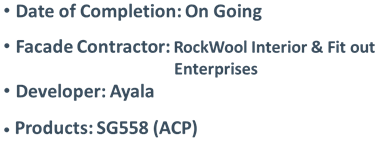 • Date of Completion: On Going
• Facade Contractor: RockWool Interior & Fit out
Enterprises
• Developer: Ayala
• Products: SG558 (ACP)